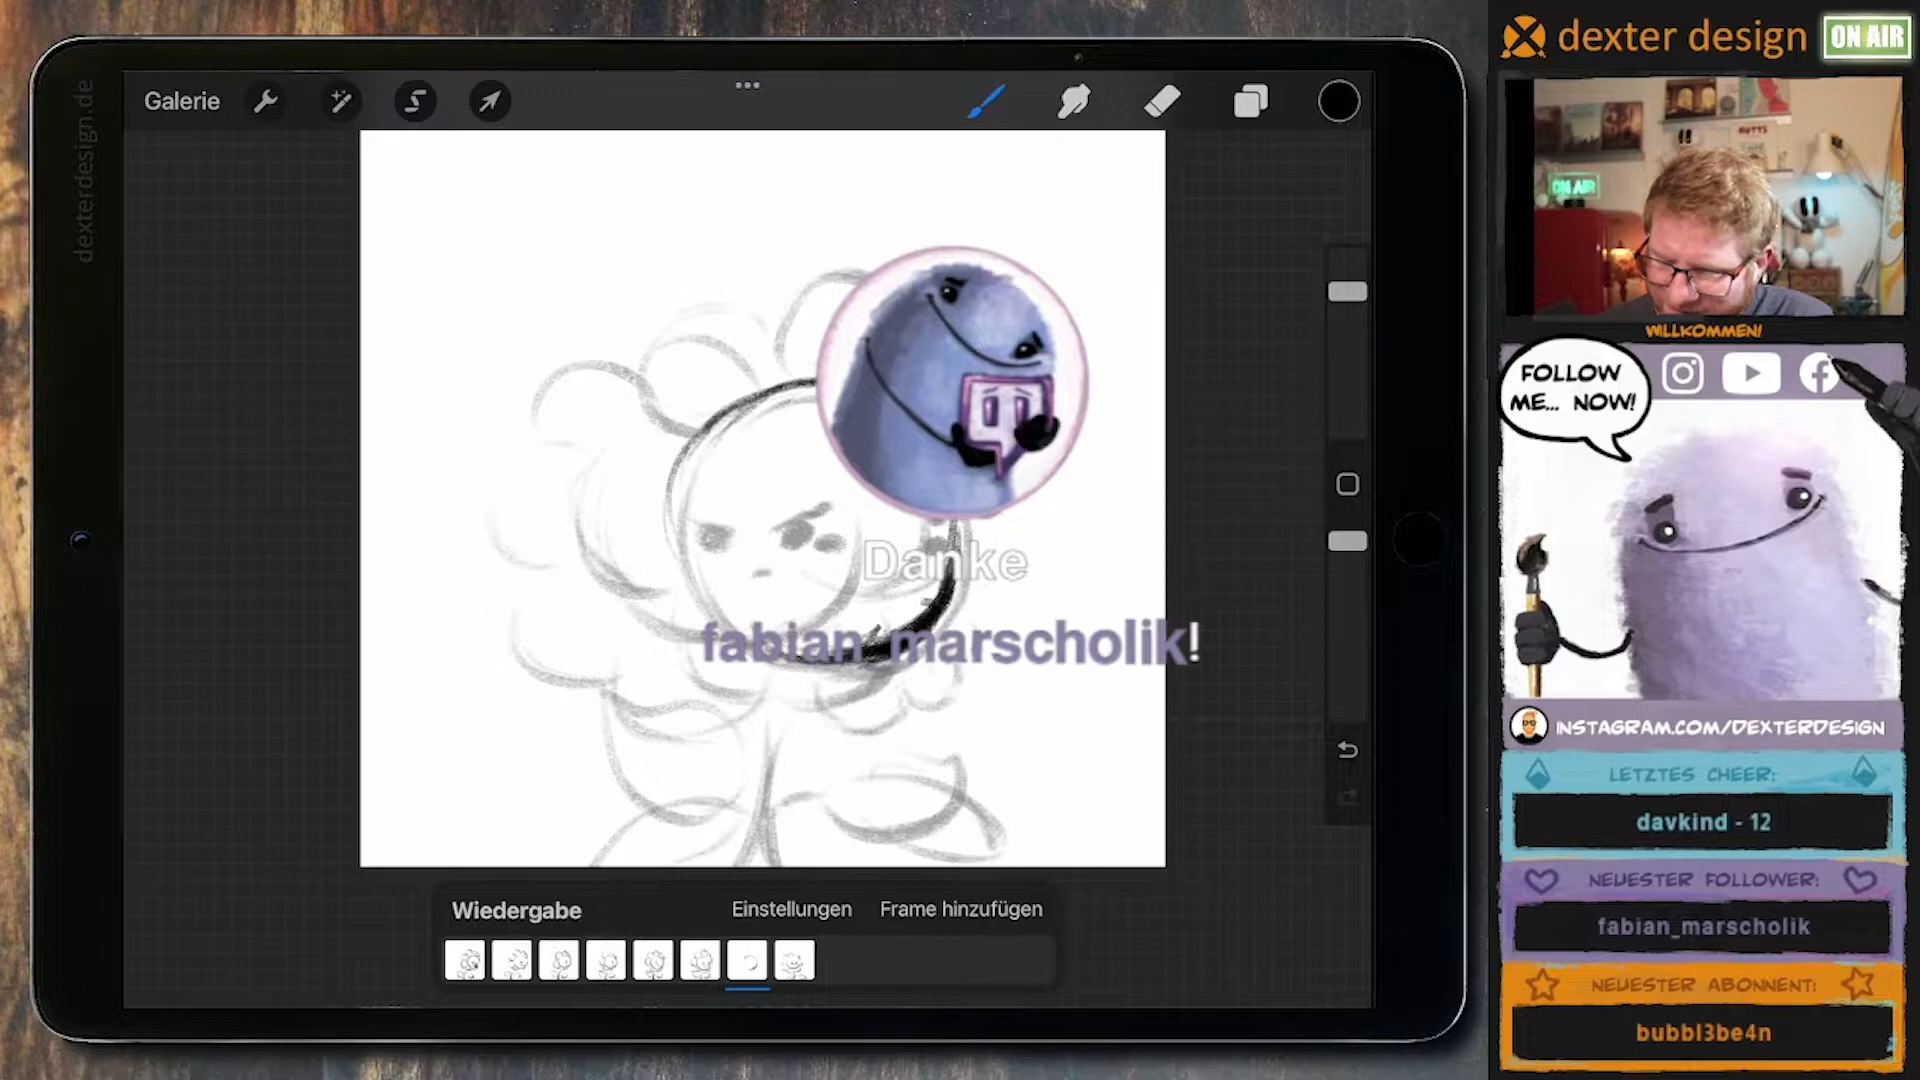 dexterdesign.de
Galerie
Danke
fabian_marscholik!
Wiedergabe
Einstellungen
Frame hinzufügen
dexter design
ON AIR
ON AIR
WILLKOMMEN!
FOLLOW
ME... NOW!
INSTAGRAM.COM/DEXTERDESIGN
LETZTES CHEER:
davkind - 12
NEUESTER FOLLOWER:
fabian_marscholik
NEUESTER ABONNENT:
bubbl3be4n